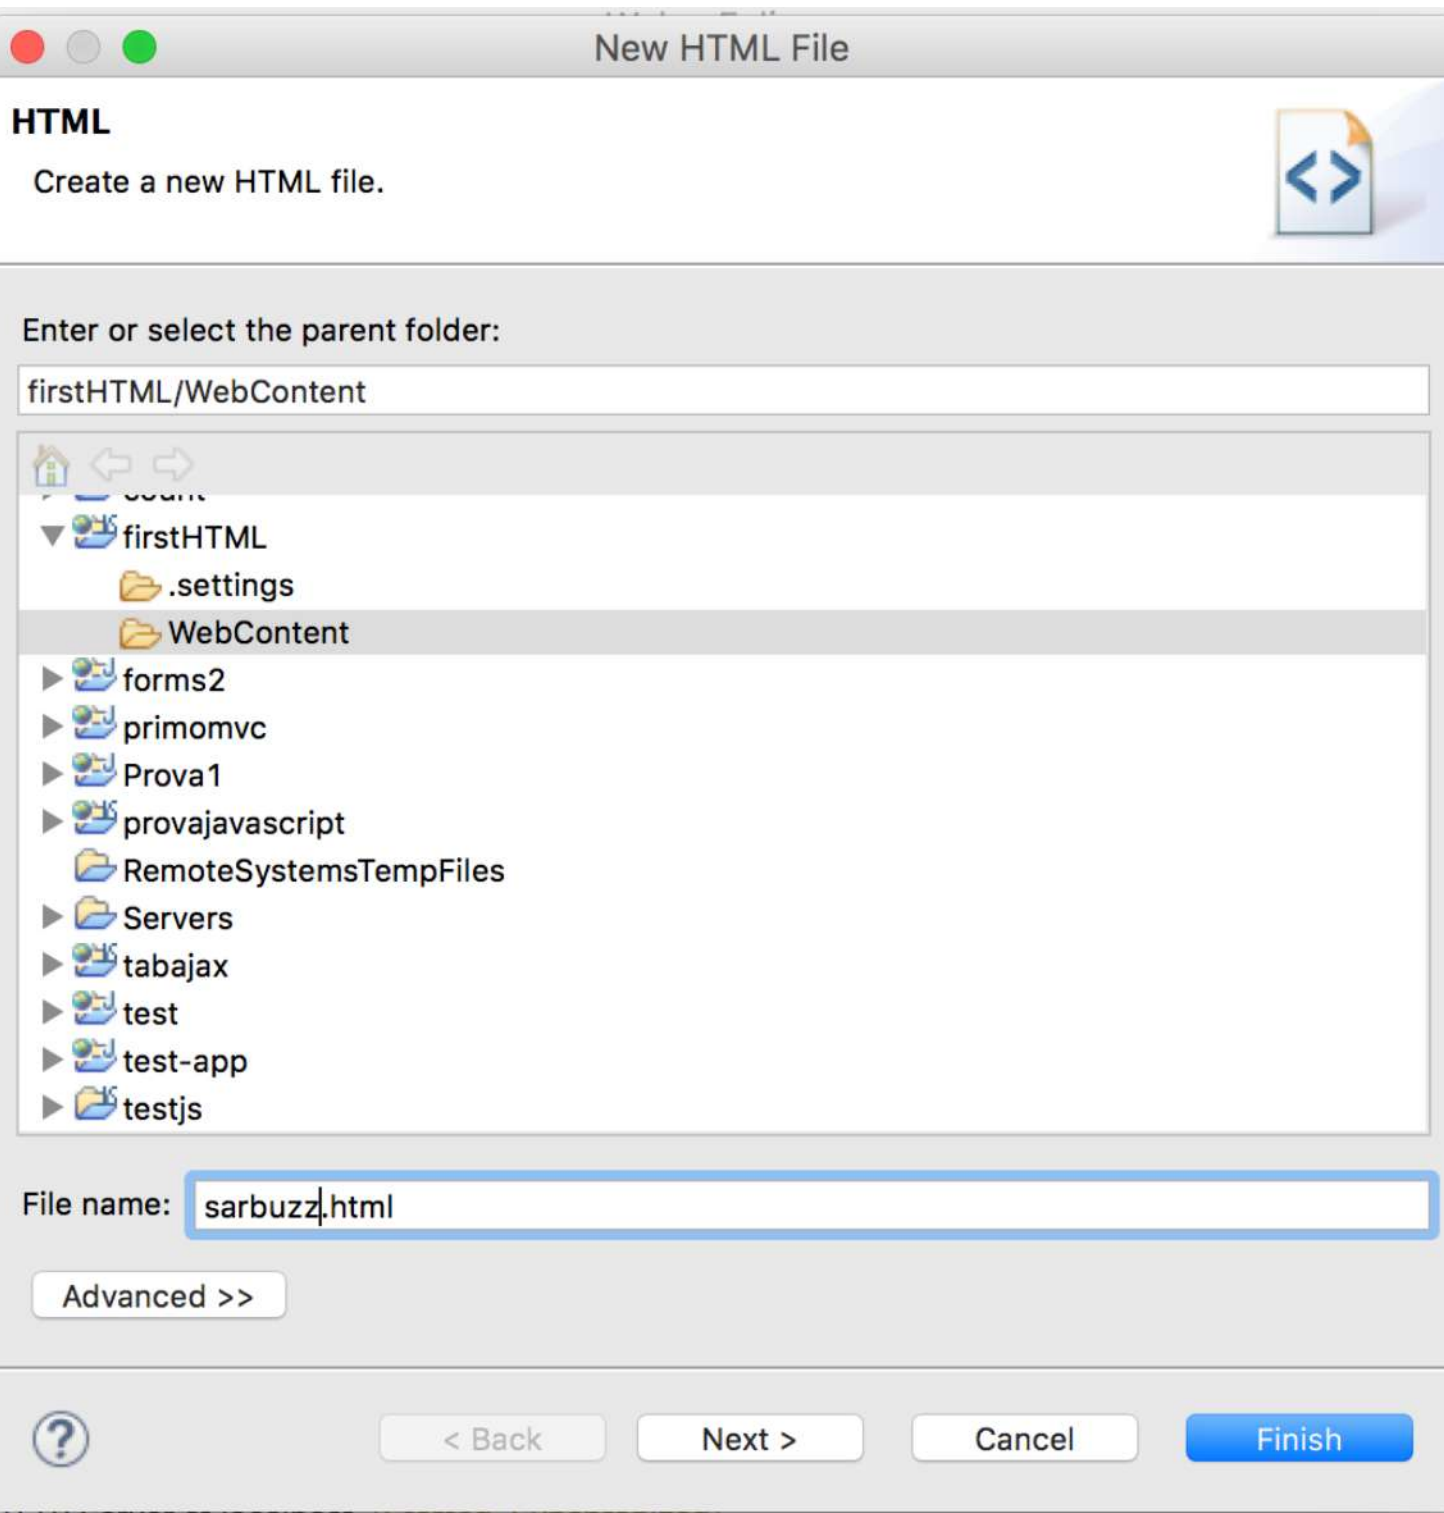 New HTML File
HTML
Create a new HTML file.
Enter or select the parent folder:
firstHTML/WebContent
count
firstHTML
.settings
WebContent
forms2
primomvc
Prova1
provajavascript
RemoteSystemsTempFiles
Servers
tabajax
test
test-app
testjs
File name: sarbuzz.html
Advanced >>
? < Back Next > Cancel Finish